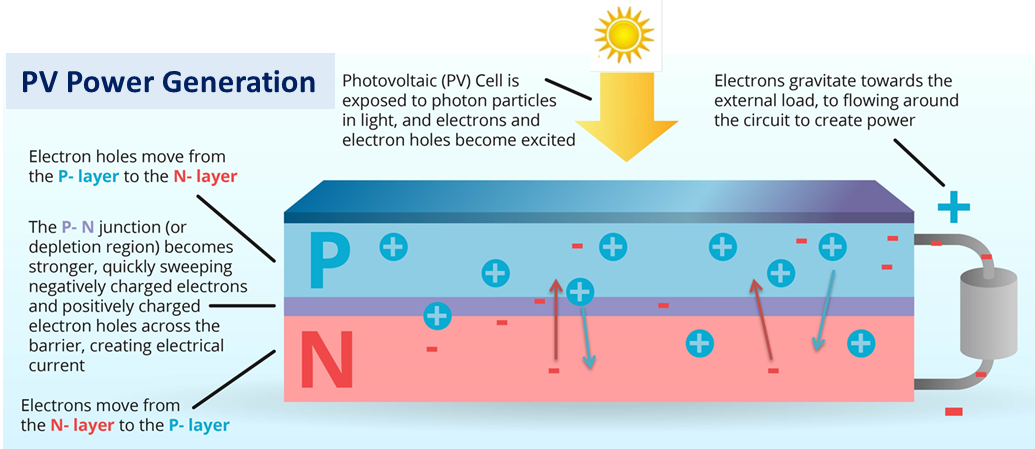 PV Power Generation
Photovoltaic (PV) Cell is
exposed to photon particles
in light, and electrons and
electron holes become excited
Electrons gravitate towards the
external load, to flowing around
the circuit to create power
Electron holes move from
the P- layer to the N- layer
The P- N junction (or
depletion region) becomes
stronger, quickly sweeping
negatively charged electrons
and positively charged
electron holes across the
barrier, creating electrical
current
Electrons move from
the N- layer to the P- layer
P
N
+
-